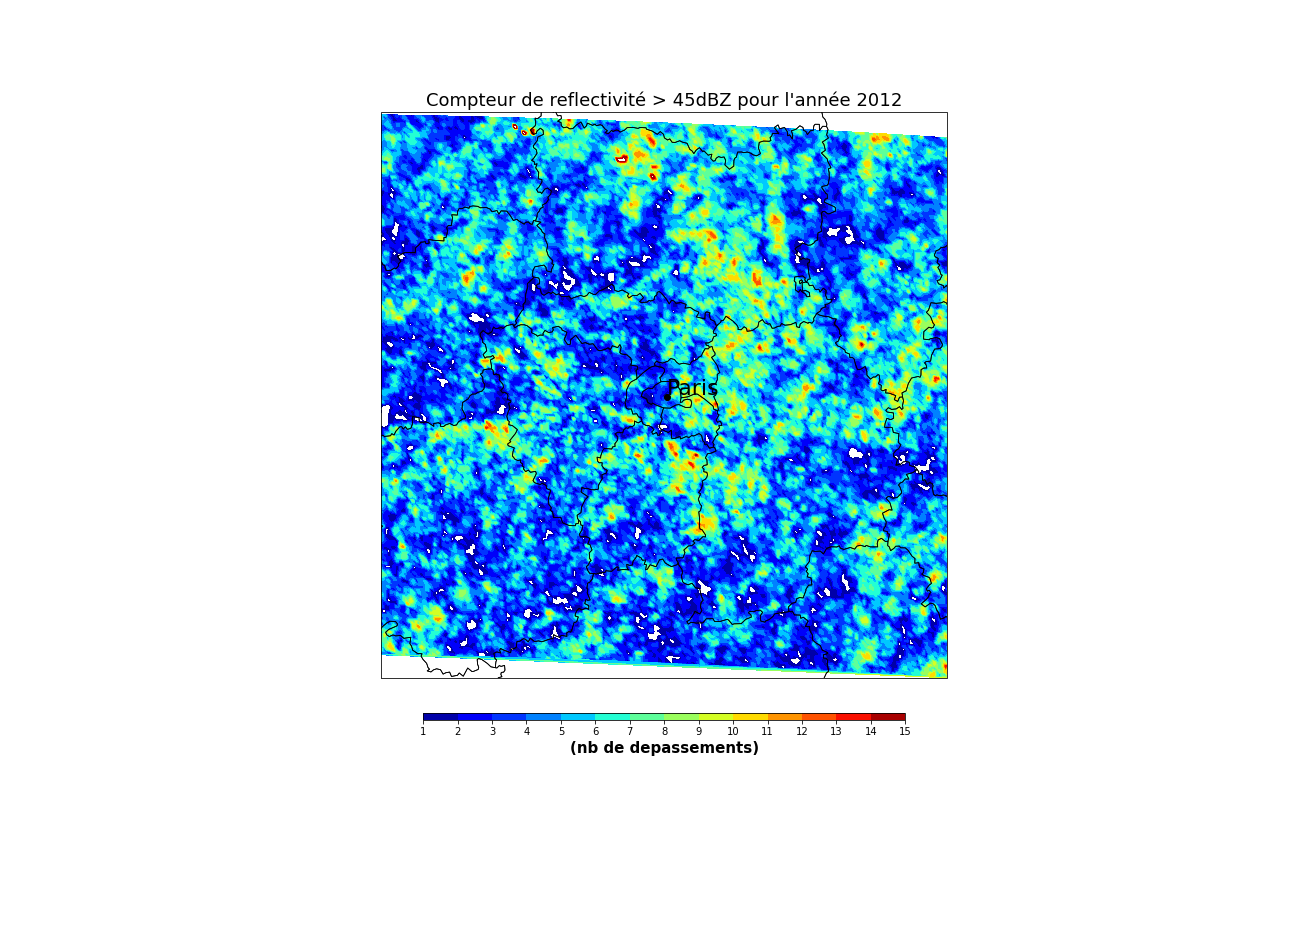 Compteur de reflectivité > 45dBZ pour l'année 2012
Paris
1 2 3 4 5 6 7 8 9 10 11 12 13 14 15
(nb de depassements)